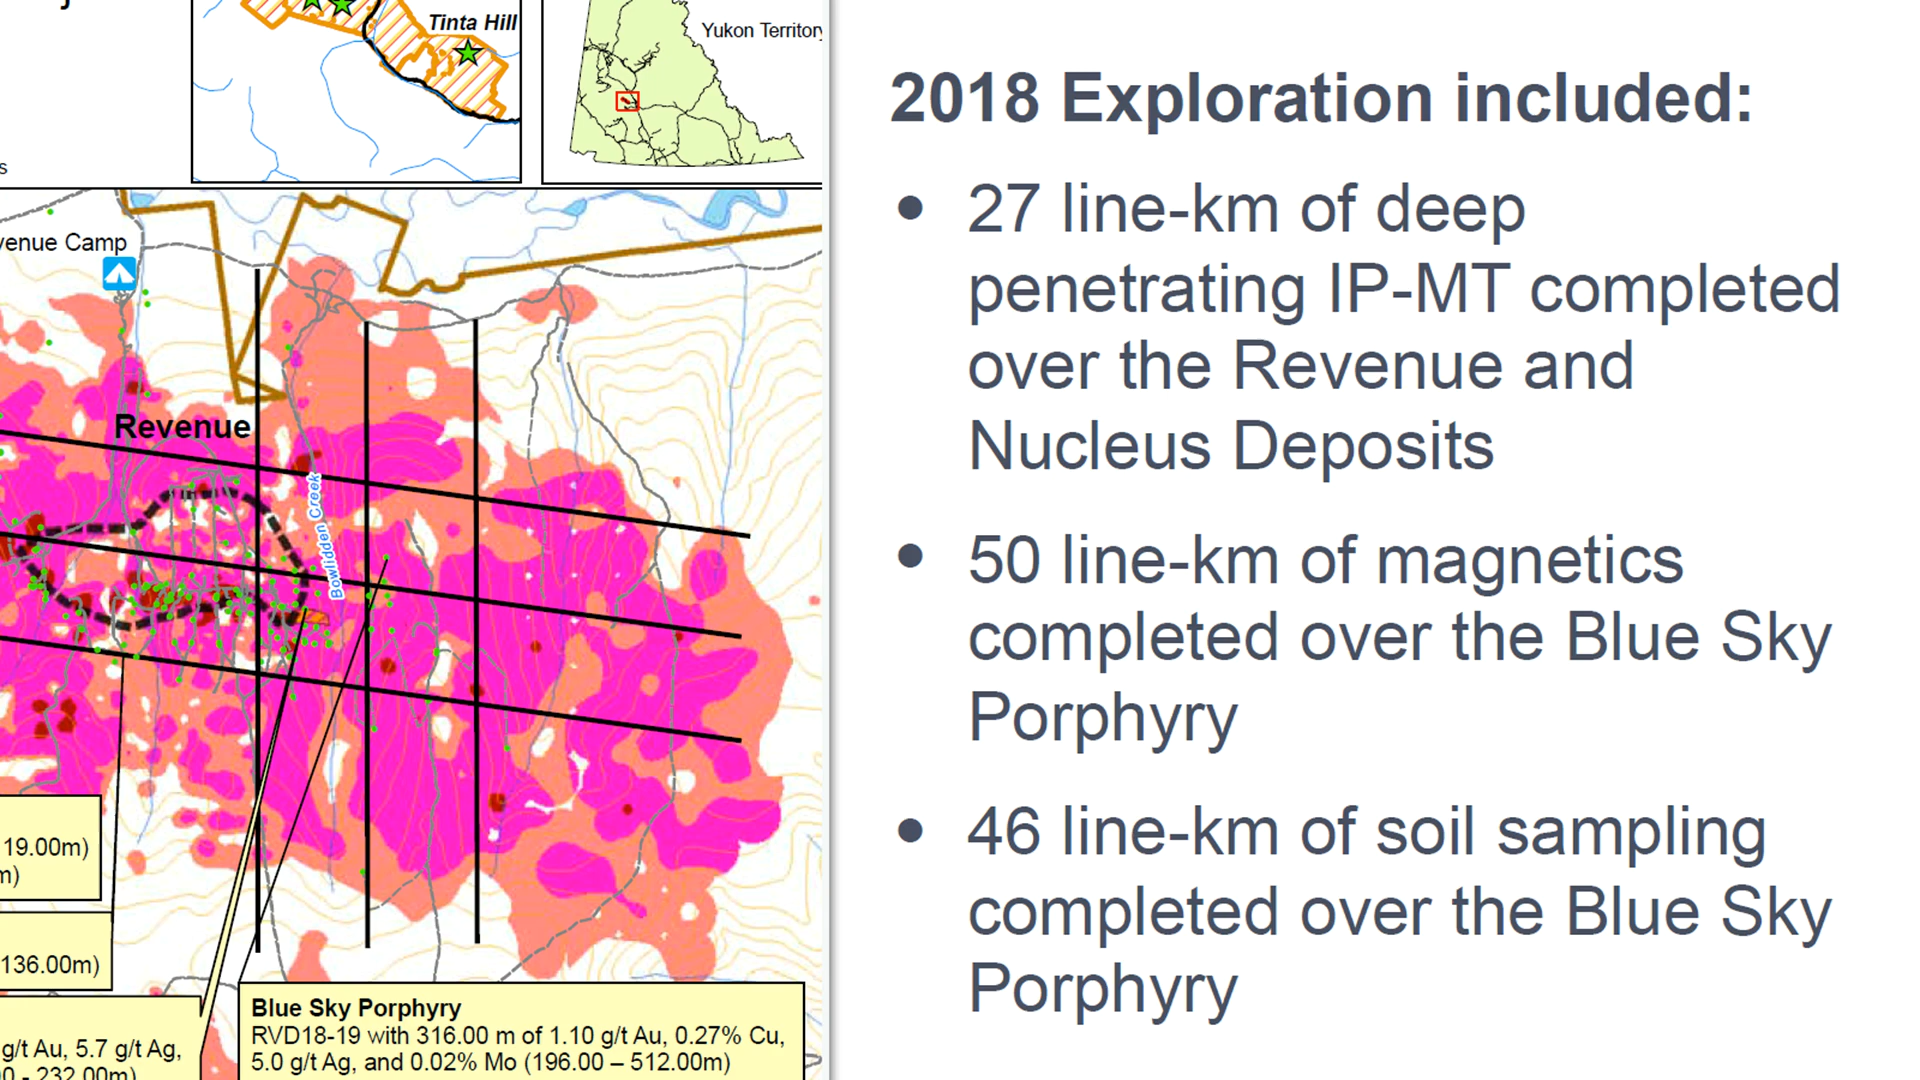 Tinta Hill
Yukon Territory
s
venue Camp
Revenue
Bowlidden Creek
19.00m)
m)
136.00m)
g/t Au, 5.7 g/t Ag,
00 - 232.00m)
Blue Sky Porphyry
RVD18-19 with 316.00 m of 1.10 g/t Au, 0.27% Cu,
5.0 g/t Ag, and 0.02% Mo (196.00 – 512.00m)
2018 Exploration included:
• 27 line-km of deep
penetrating IP-MT completed
over the Revenue and
Nucleus Deposits
• 50 line-km of magnetics
completed over the Blue Sky
Porphyry
• 46 line-km of soil sampling
completed over the Blue Sky
Porphyry